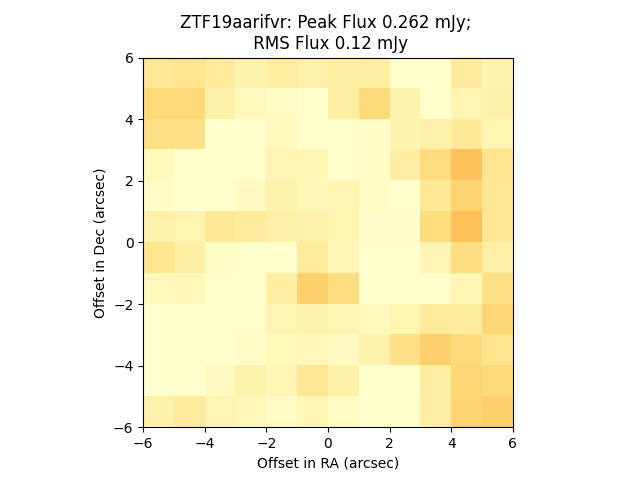 ZTF19aarifvr: Peak Flux 0.262 mJy;
RMS Flux 0.12 mJy
6
4
2
0
−2
−4
−6
Offset in Dec (arcsec)
−6 −4 −2 0 2 4 6
Offset in RA (arcsec)